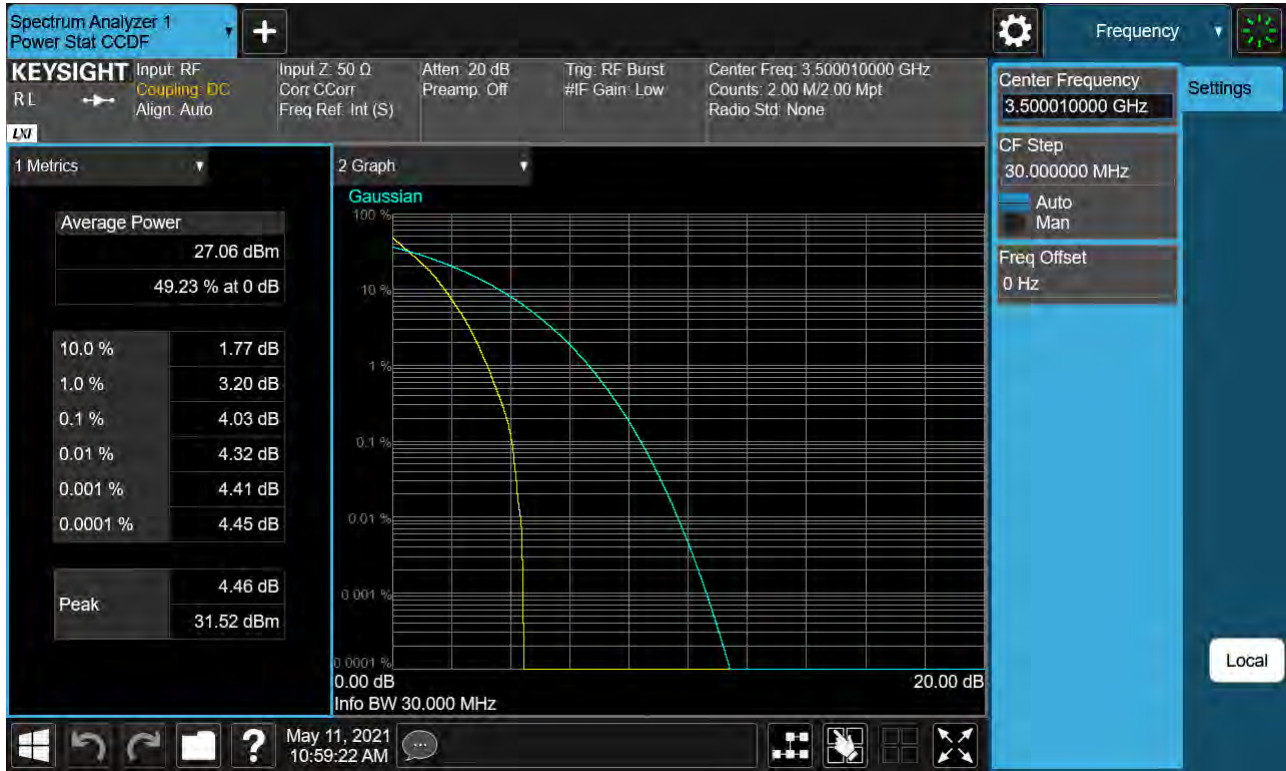 Spectrum Analyzer 1
Power Stat CCDF
+
Frequency
KEYSIGHT
RL
LXI
Input: RF
Coupling: DC
Align: Auto
Input Z: 50 Ω
Corr CCorr
Freq Ref: Int (S)
Atten: 20 dB
Preamp: Off
Trig: RF Burst
#IF Gain: Low
Center Freq: 3.500010000 GHz
Counts: 2.00 M/2.00 Mpt
Radio Std: None
Center Frequency
3.500010000 GHz
Settings
CF Step
30.000000 MHz
Auto
Man
Freq Offset
0 Hz
1 Metrics
Average Power
27.06 dBm
49.23 % at 0 dB
10.0 % 1.77 dB
1.0 % 3.20 dB
0.1 % 4.03 dB
0.01 % 4.32 dB
0.001 % 4.41 dB
0.0001 % 4.45 dB
Peak
4.46 dB
31.52 dBm
2 Graph
Gaussian
100 %
10 %
1 %
0.1 %
0.01 %
0.001 %
0.0001 %
0.00 dB 20.00 dB
Info BW 30.000 MHz
Local
?
May 11, 2021
10:59:22 AM